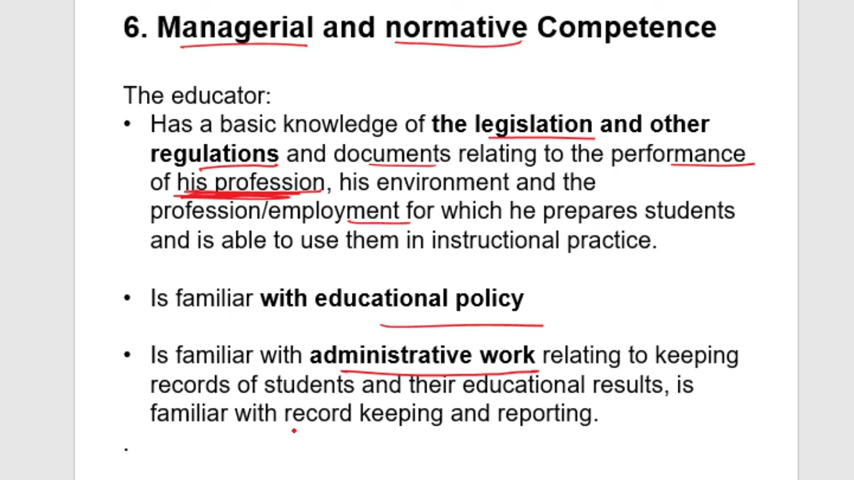 6. Managerial and normative Competence
The educator:
• Has a basic knowledge of the legislation and other
regulations and documents relating to the performance
of his profession, his environment and the
profession/employment for which he prepares students
and is able to use them in instructional practice.
• Is familiar with educational policy
• Is familiar with administrative work relating to keeping
records of students and their educational results, is
familiar with record keeping and reporting.
.